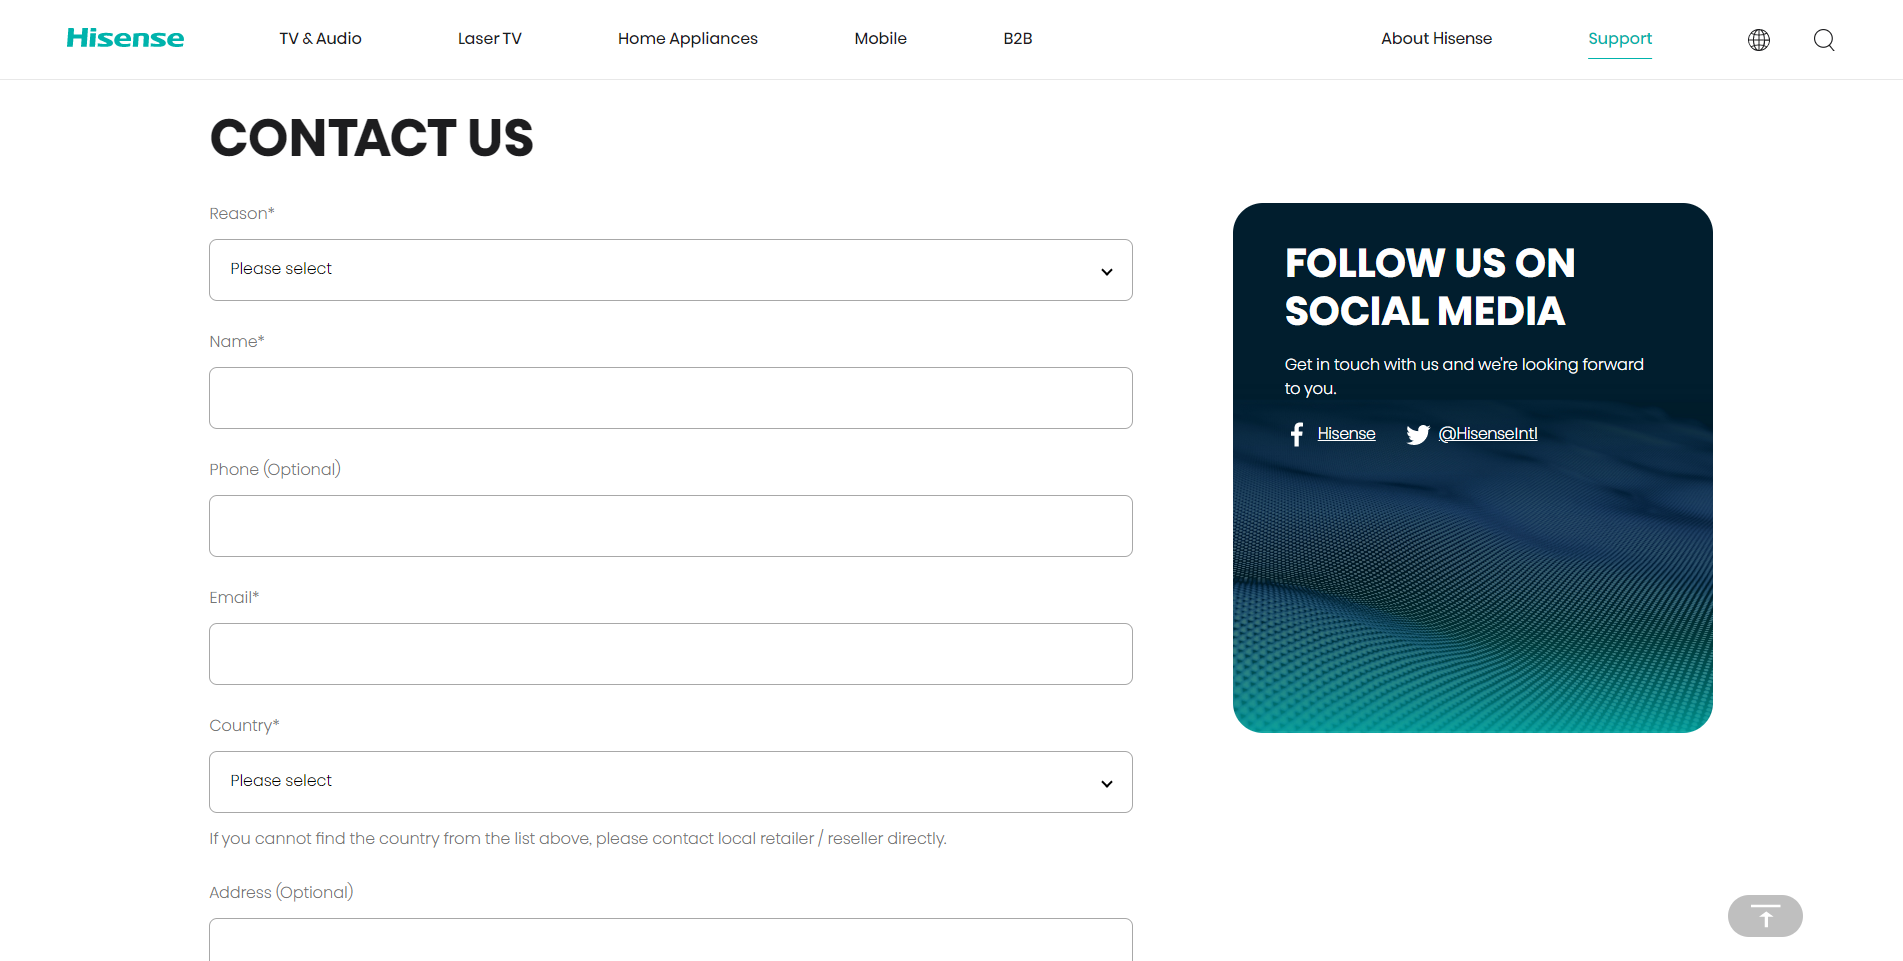 Hisense
TV & Audio
Laser TV
Home Appliances
Mobile
B2B
About Hisense
Support
CONTACT US
Reason*
Please select
Name*
Phone (Optional)
Email*
Country*
Please select
If you cannot find the country from the list above, please contact local retailer / reseller directly.
Address (Optional)
FOLLOW US ON
SOCIAL MEDIA
Get in touch with us and we're looking forward
to you.
Hisense
@HisenseIntl